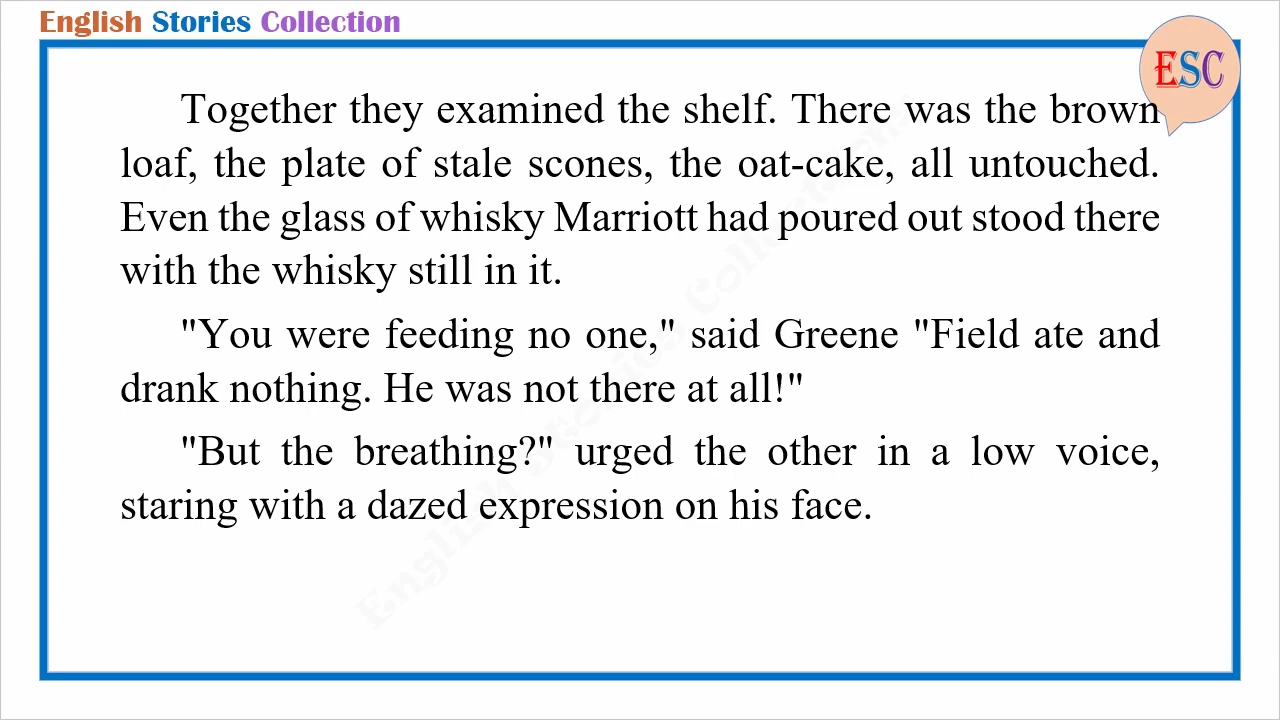 English Stories Collection
ESC
Together they examined the shelf. There was the brown
loaf, the plate of stale scones, the oat-cake, all untouched.
Even the glass of whisky Marriott had poured out stood there
with the whisky still in it.
"You were feeding no one," said Greene "Field ate and
drank nothing. He was not there at all!"
"But the breathing?" urged the other in a low voice,
staring with a dazed expression on his face.
English Stories Collections